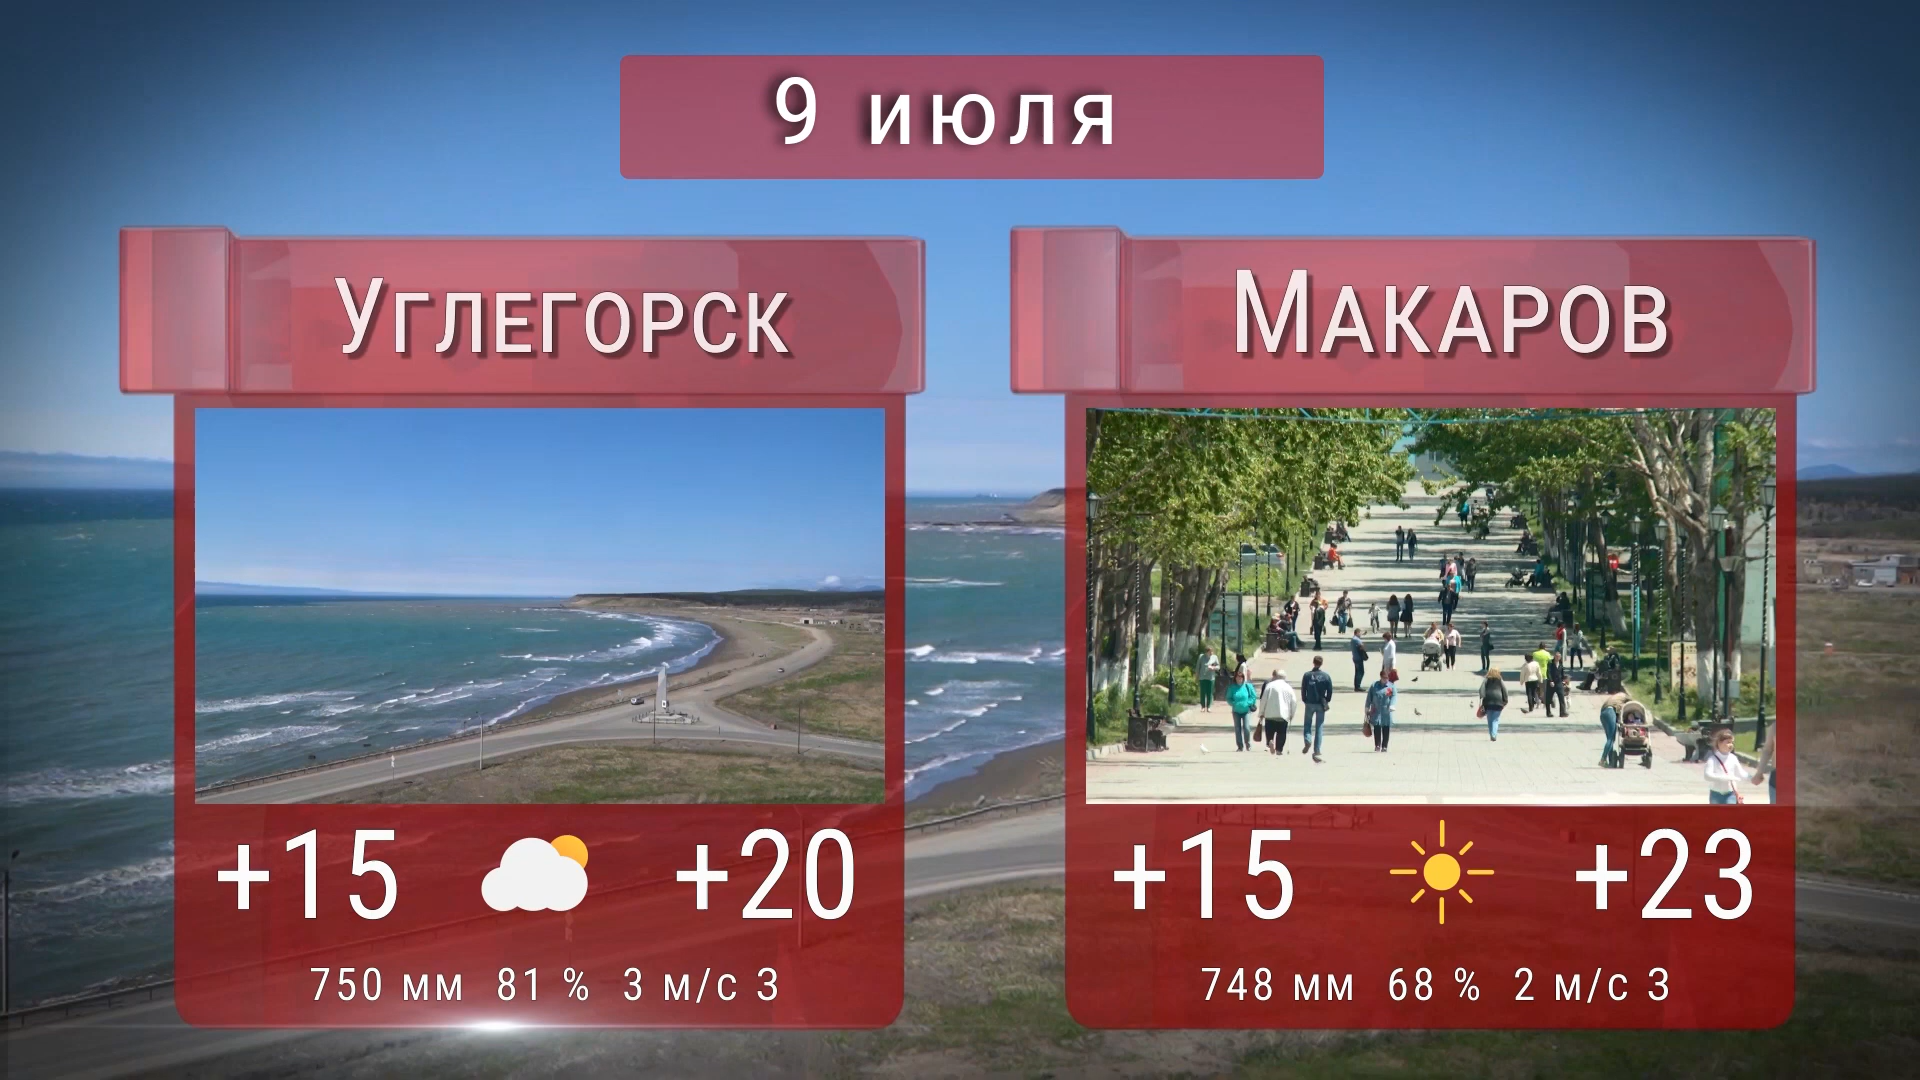 9 июля
Углегорск
+15 +20
750 мм 81 % 3 м/с З
Макаров
+15 +23
748 мм 68 % 2 м/с З